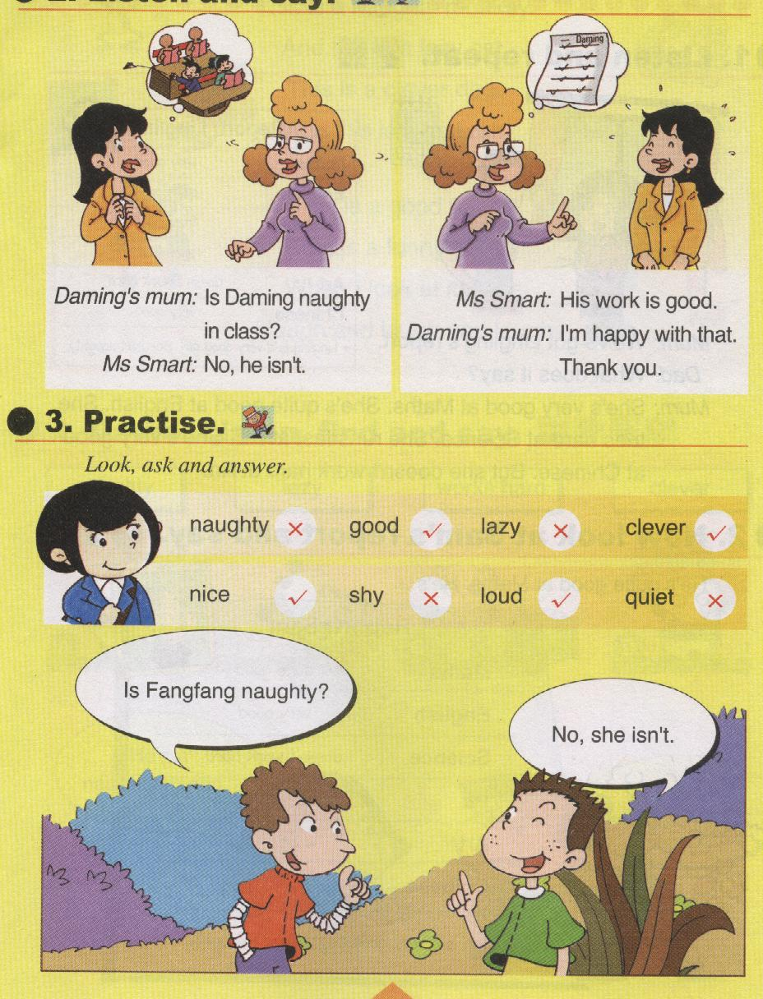 2. Listen and say.
Daming
Daming's mum: Is Daming naughty
in class?
Ms Smart: No, he isn't.
Ms Smart: His work is good.
Daming's mum: I'm happy with that.
Thank you.
3. Practise.
Look, ask and answer.
naughty ✗ good ✓ lazy ✗ clever ✓
nice ✓ shy ✗ loud ✓ quiet ✗
Is Fangfang naughty?
No, she isn't.